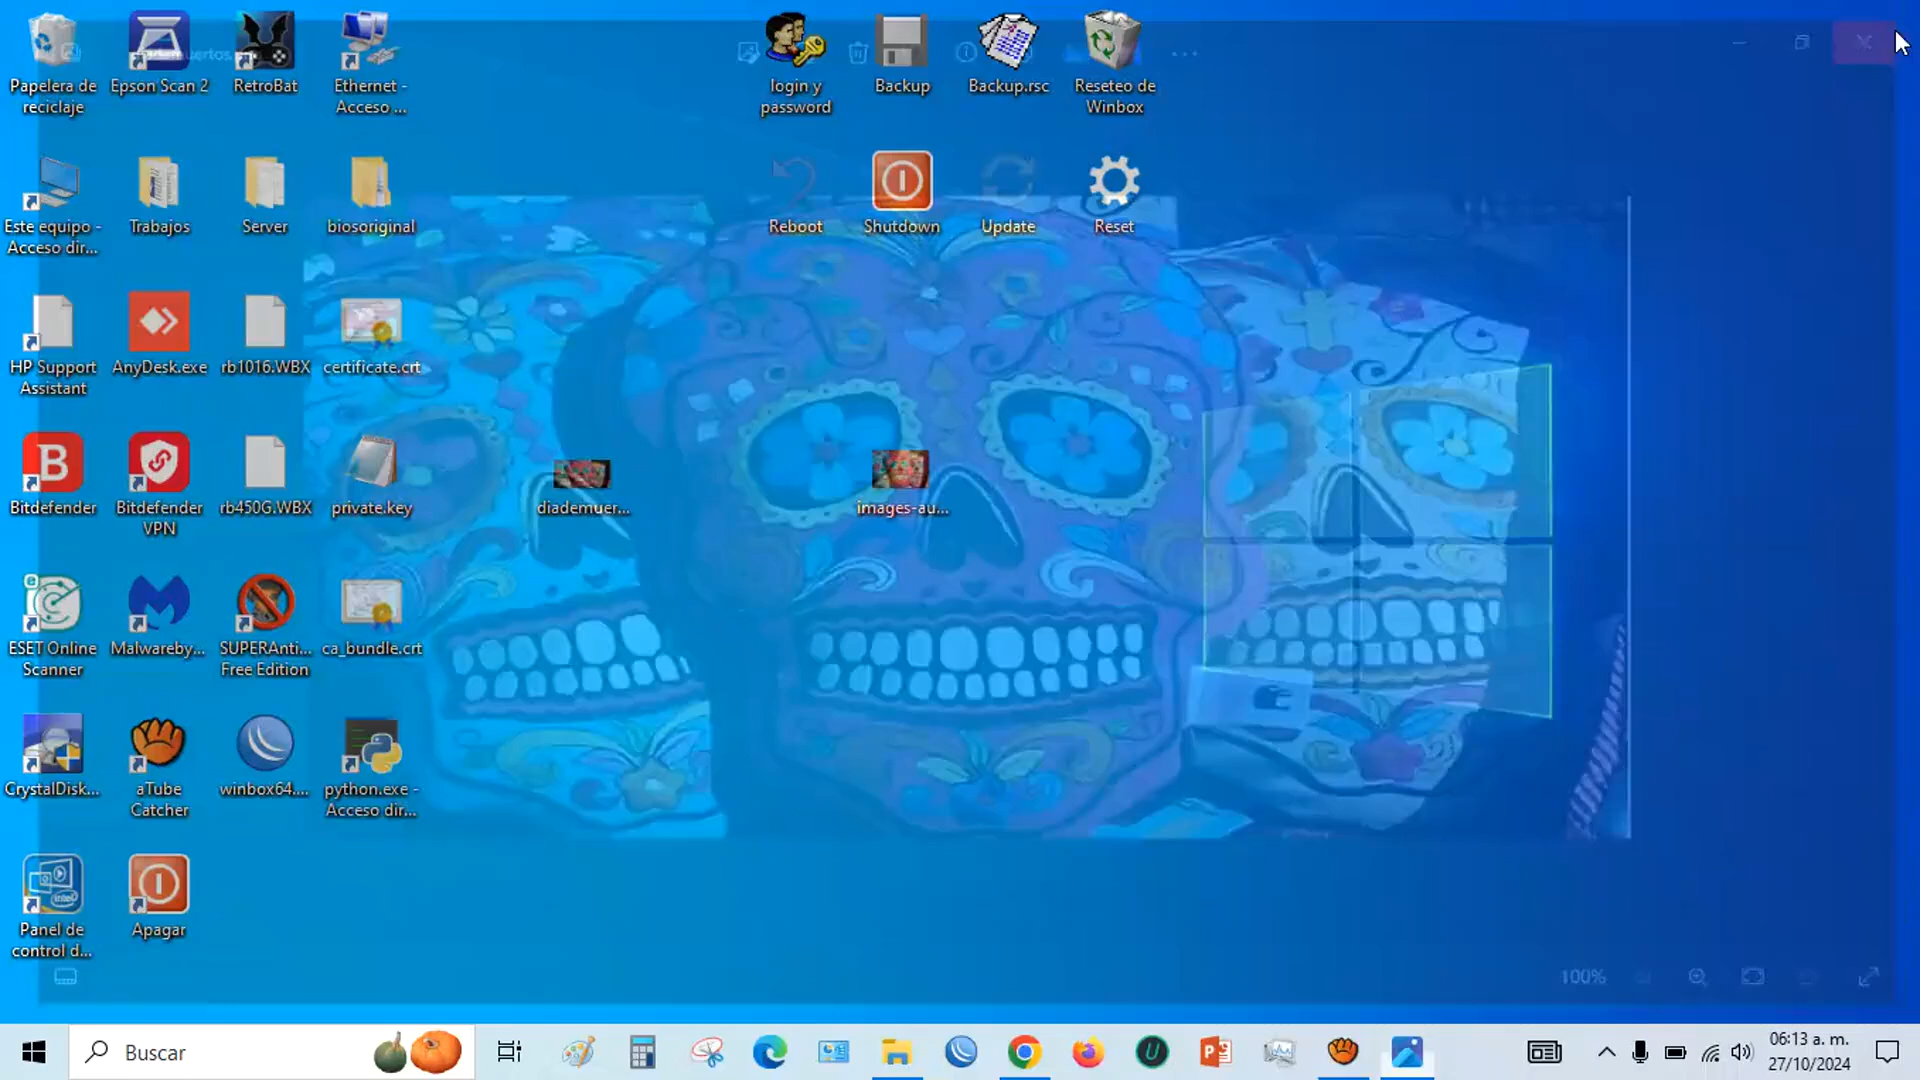 Papelera de
reciclaje
Epson Scan 2
RetroBat
Ethernet -
Acceso ...
login y
password
Backup
Backup.rsc
Reseteo de
Winbox
Este equipo -
Acceso dir...
Trabajos
Server
biosoriginal
Reboot
Shutdown
Update
Reset
HP Support
Assistant
AnyDesk.exe
rb1016.WBX
certificate.crt
Bitdefender
Bitdefender
VPN
rb450G.WBX
private.key
diademuer...
images-au...
ESET Online
Scanner
Malwareby...
SUPERAnti...
Free Edition
ca_bundle.crt
CrystalDisk...
aTube
Catcher
winbox64....
python.exe -
Acceso dir...
Panel de
control d...
Apagar
100%
Buscar
06:13 a. m.
27/10/2024